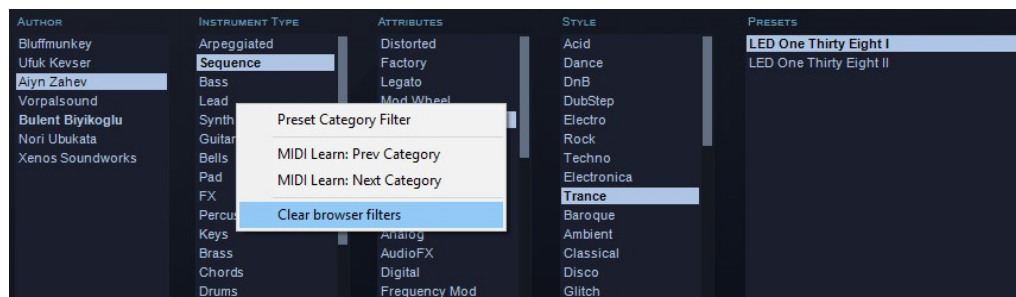 AUTHOR
Bluffmunkey
Ufuk Kevser
Aiyn Zahev
Vorpalsound
Bulent Biyikoglu
Nori Ubukata
Xenos Soundworks
INSTRUMENT TYPE
Arpeggiated
Sequence
Bass
Lead
Synth
Guitar
Bells
Pad
FX
Percus
Keys
Brass
Chords
Drums
Preset Category Filter
MIDI Learn: Prev Category
MIDI Learn: Next Category
Clear browser filters
ATTRIBUTES
Distorted
Factory
Legato
Mod Wheel
Analog
AudioFX
Digital
Frequency Mod
STYLE
Acid
Dance
DnB
DubStep
Electro
Rock
Techno
Electronica
Trance
Baroque
Ambient
Classical
Disco
Glitch
PRESETS
LED One Thirty Eight I
LED One Thirty Eight II